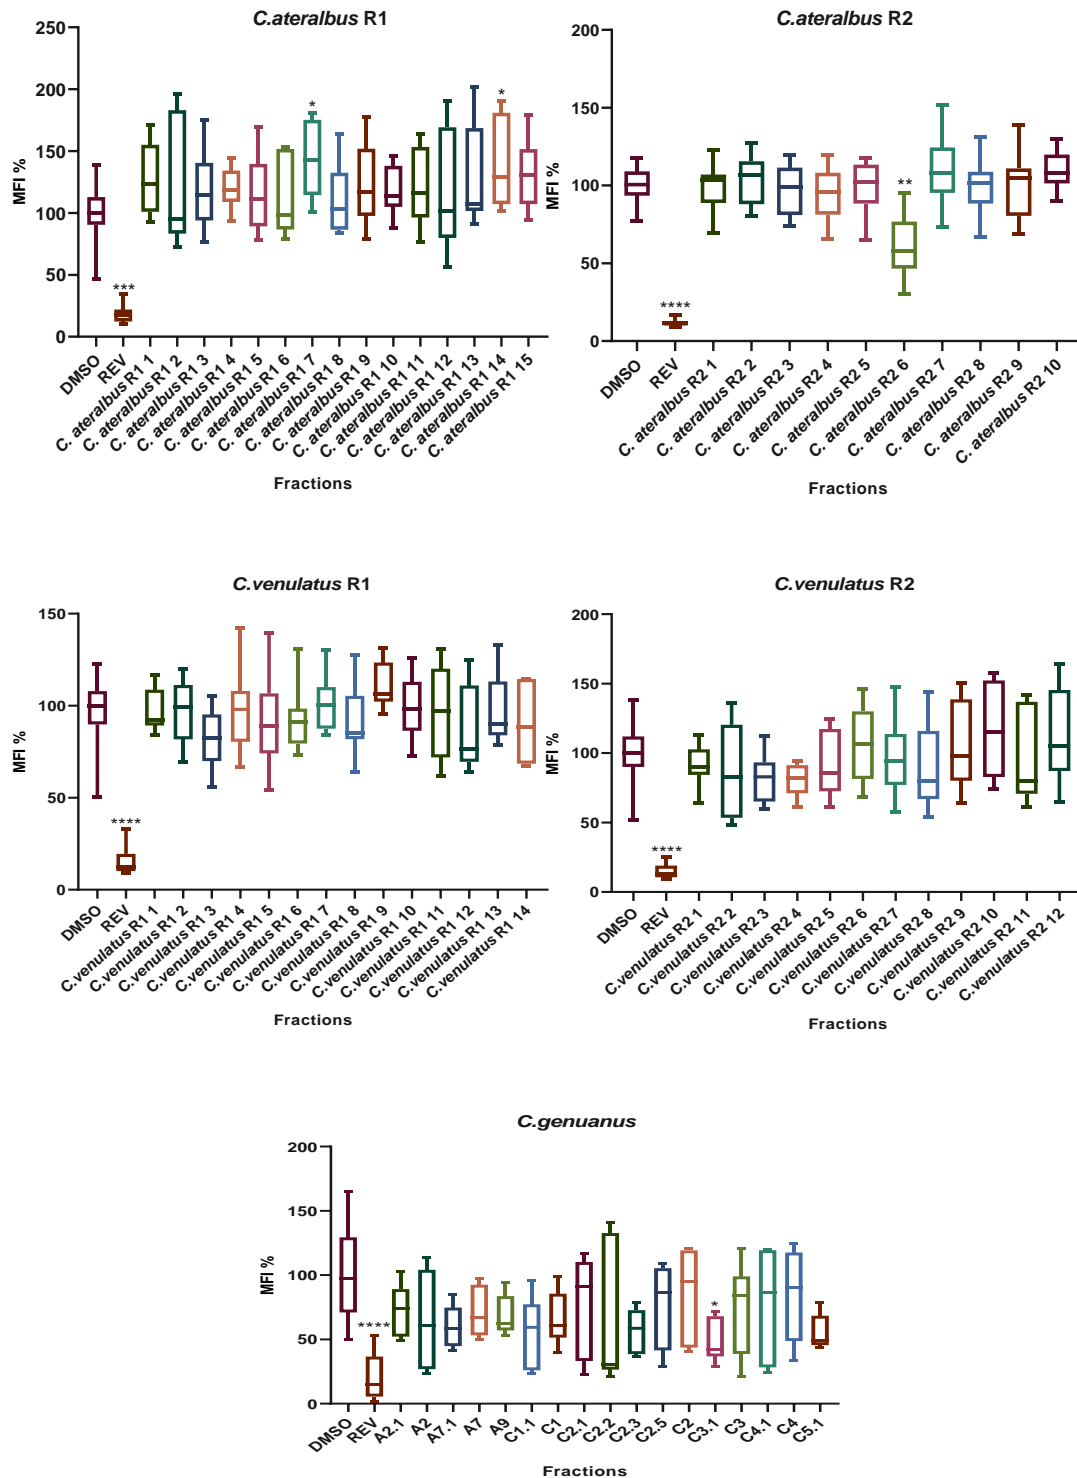 C.ateralbus R1
MFI %
250
200
150
100
50
0
***
*
*
DMSO
REV
C. ateralbus R1 1
C. ateralbus R1 2
C. ateralbus R1 3
C. ateralbus R1 4
C. ateralbus R1 5
C. ateralbus R1 6
C. ateralbus R1 7
C. ateralbus R1 8
C. ateralbus R1 9
C. ateralbus R1 10
C. ateralbus R1 11
C. ateralbus R1 12
C. ateralbus R1 13
C. ateralbus R1 14
C. ateralbus R1 15
Fractions
C.ateralbus R2
MFI %
200
150
100
50
0
****
**
DMSO
REV
C. ateralbus R2 1
C. ateralbus R2 2
C. ateralbus R2 3
C. ateralbus R2 4
C. ateralbus R2 5
C. ateralbus R2 6
C. ateralbus R2 7
C. ateralbus R2 8
C. ateralbus R2 9
C. ateralbus R2 10
Fractions
C.venulatus R1
MFI %
150
100
50
0
****
DMSO
REV
C.venulatus R1 1
C.venulatus R1 2
C.venulatus R1 3
C.venulatus R1 4
C.venulatus R1 5
C.venulatus R1 6
C.venulatus R1 7
C.venulatus R1 8
C.venulatus R1 9
C.venulatus R1 10
C.venulatus R1 11
C.venulatus R1 12
C.venulatus R1 13
C.venulatus R1 14
Fractions
C.venulatus R2
MFI %
200
150
100
50
0
****
DMSO
REV
C.venulatus R2 1
C.venulatus R2 2
C.venulatus R2 3
C.venulatus R2 4
C.venulatus R2 5
C.venulatus R2 6
C.venulatus R2 7
C.venulatus R2 8
C.venulatus R2 9
C.venulatus R2 10
C.venulatus R2 11
C.venulatus R2 12
Fractions
C.genuanus
MFI %
200
150
100
50
0
****
*
DMSO
REV
A2.1
A2
A7.1
A7
A9
C1.1
C1
C2.1
C2.2
C2.3
C2.5
C2
C3.1
C3
C4.1
C4
C5.1
Fractions